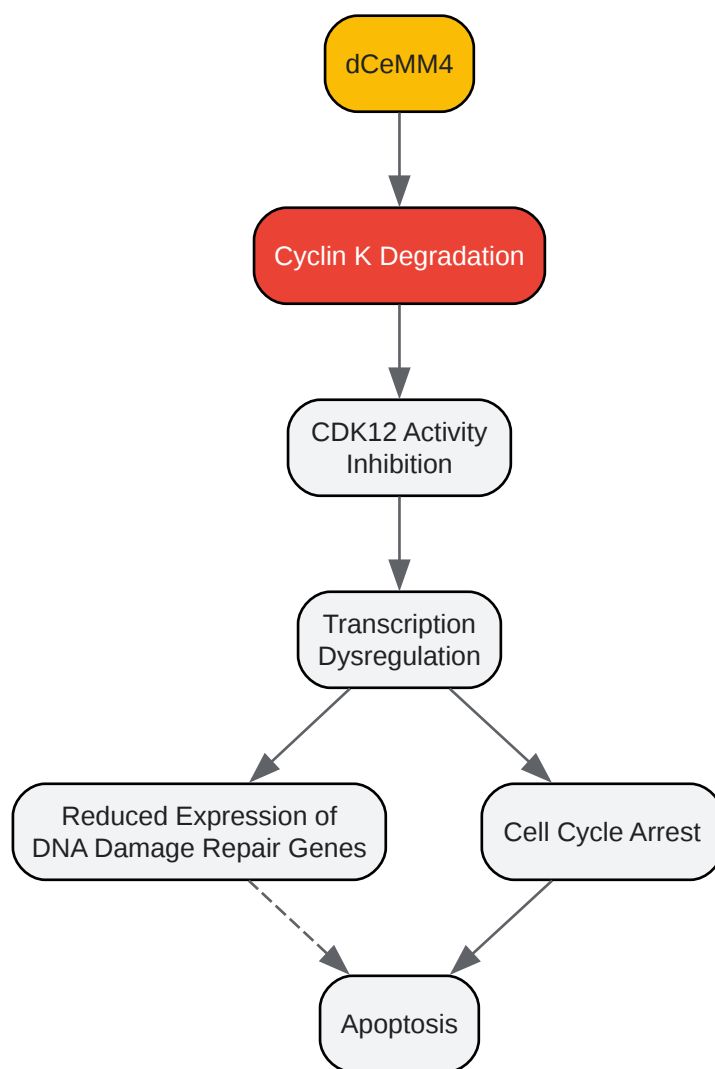 dCeMM4
Cyclin K Degradation
CDK12 Activity
Inhibition
Transcription
Dysregulation
Reduced Expression of
DNA Damage Repair Genes
Cell Cycle Arrest
Apoptosis